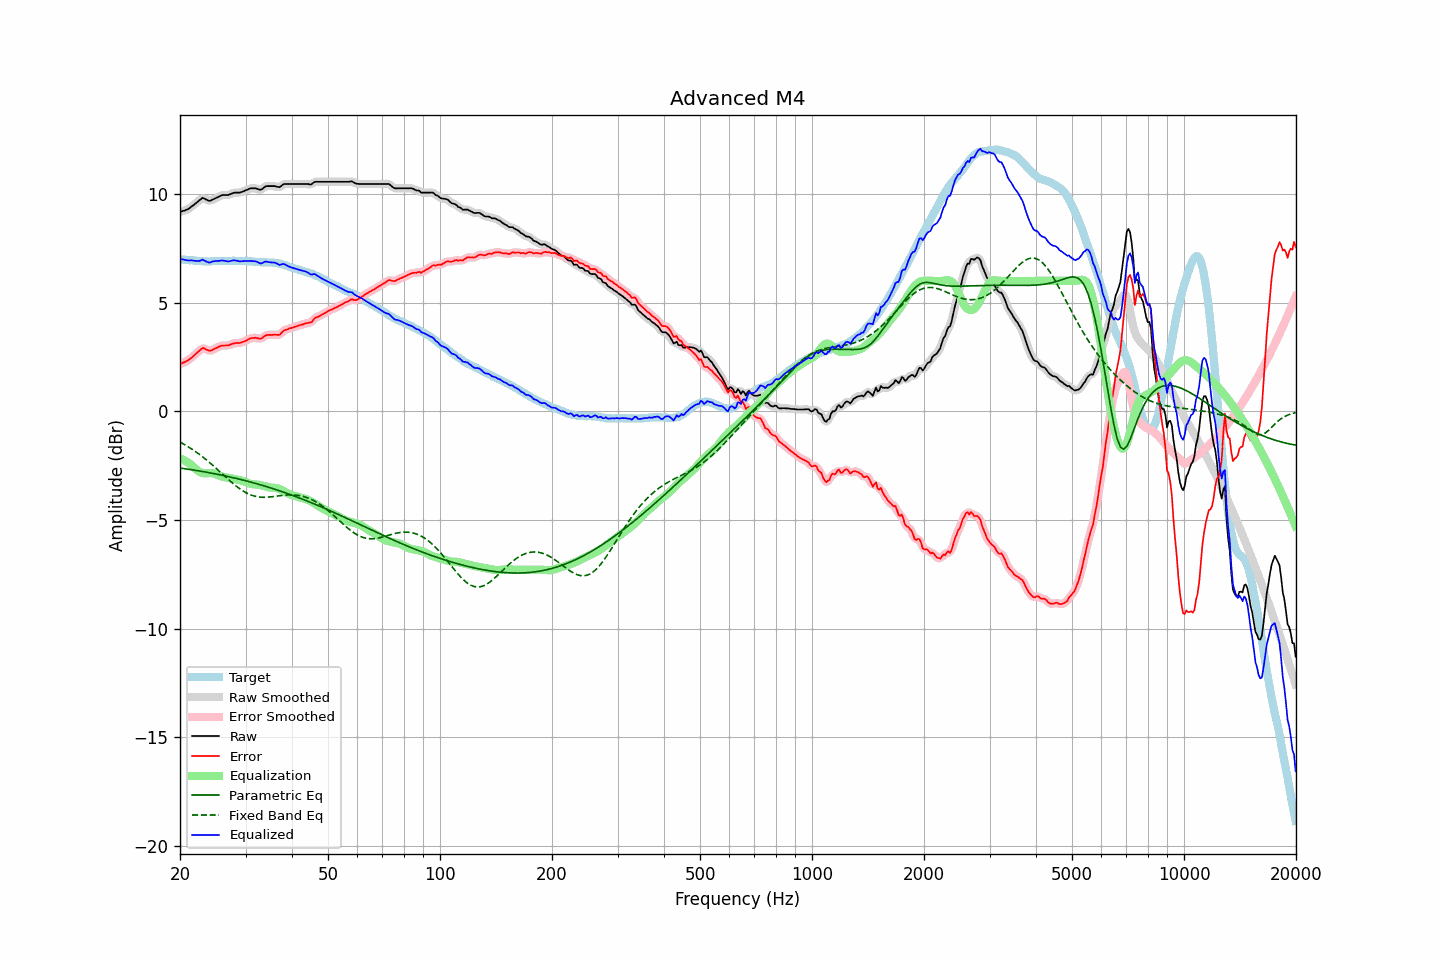 Advanced M4
Amplitude (dBr)
10
5
0
−5
−10
−15
−20
Target
Raw Smoothed
Error Smoothed
Raw
Error
Equalization
Parametric Eq
Fixed Band Eq
Equalized
20 50 100 200 500 1000 2000 5000 10000 20000
Frequency (Hz)